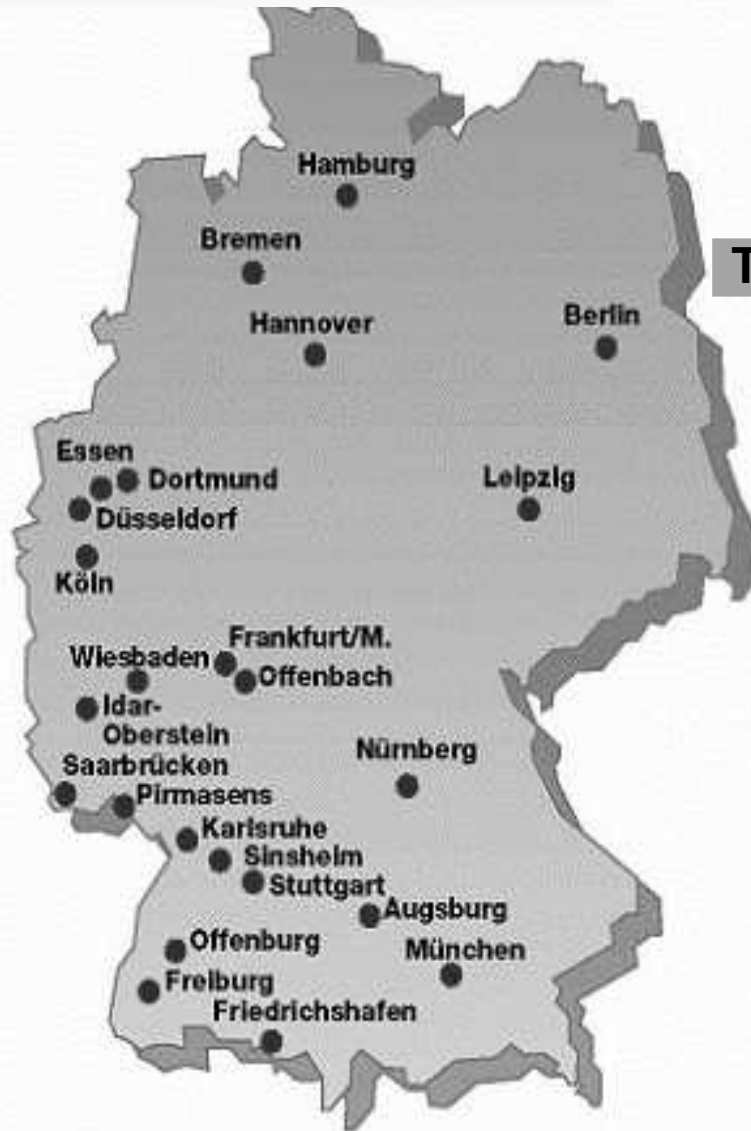 Hamburg
Bremen
T
Hannover
Berlin
Essen
Dortmund
Leipzig
Düsseldorf
Köln
Frankfurt/M.
Wiesbaden
Offenbach
Idar-
Oberstein
Nürnberg
Saarbrücken
Pirmasens
Karlsruhe
Sinsheim
Stuttgart
Augsburg
Offenburg
München
Freiburg
Friedrichshafen